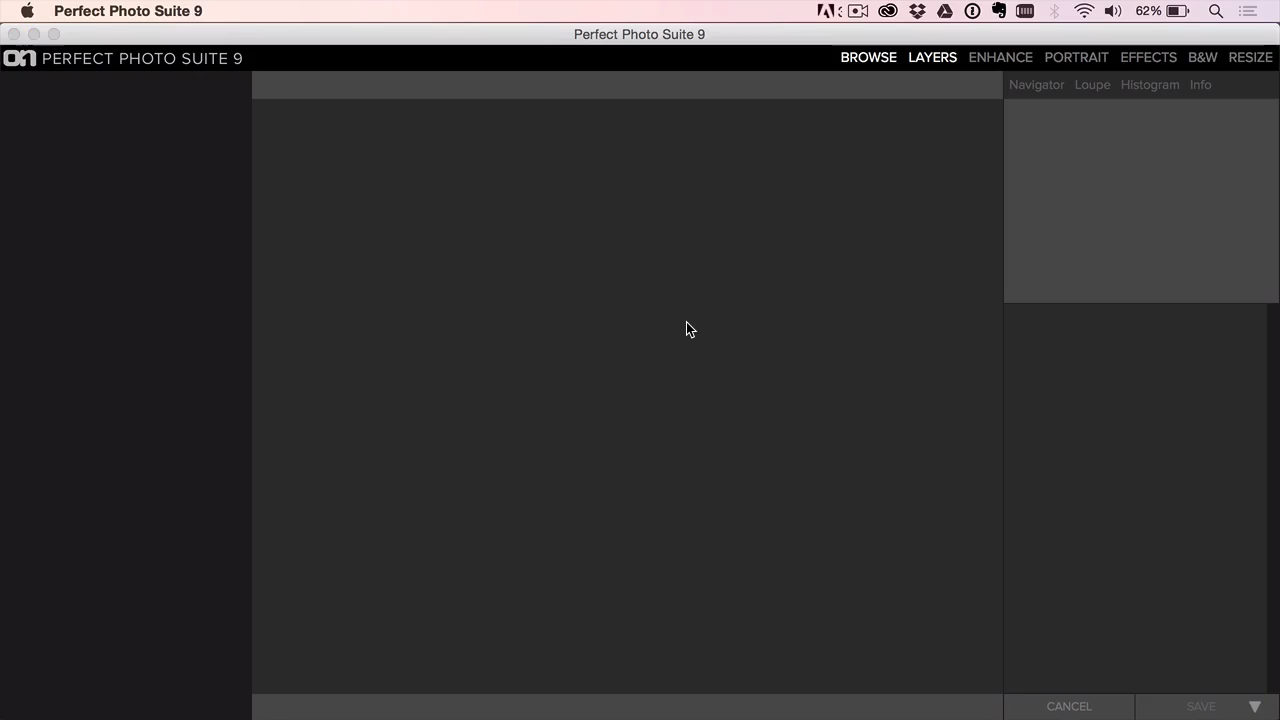 Perfect Photo Suite 9
62%
Perfect Photo Suite 9
on PERFECT PHOTO SUITE 9
BROWSE LAYERS ENHANCE PORTRAIT EFFECTS B&W RESIZE
Navigator Loupe Histogram Info
CANCEL SAVE